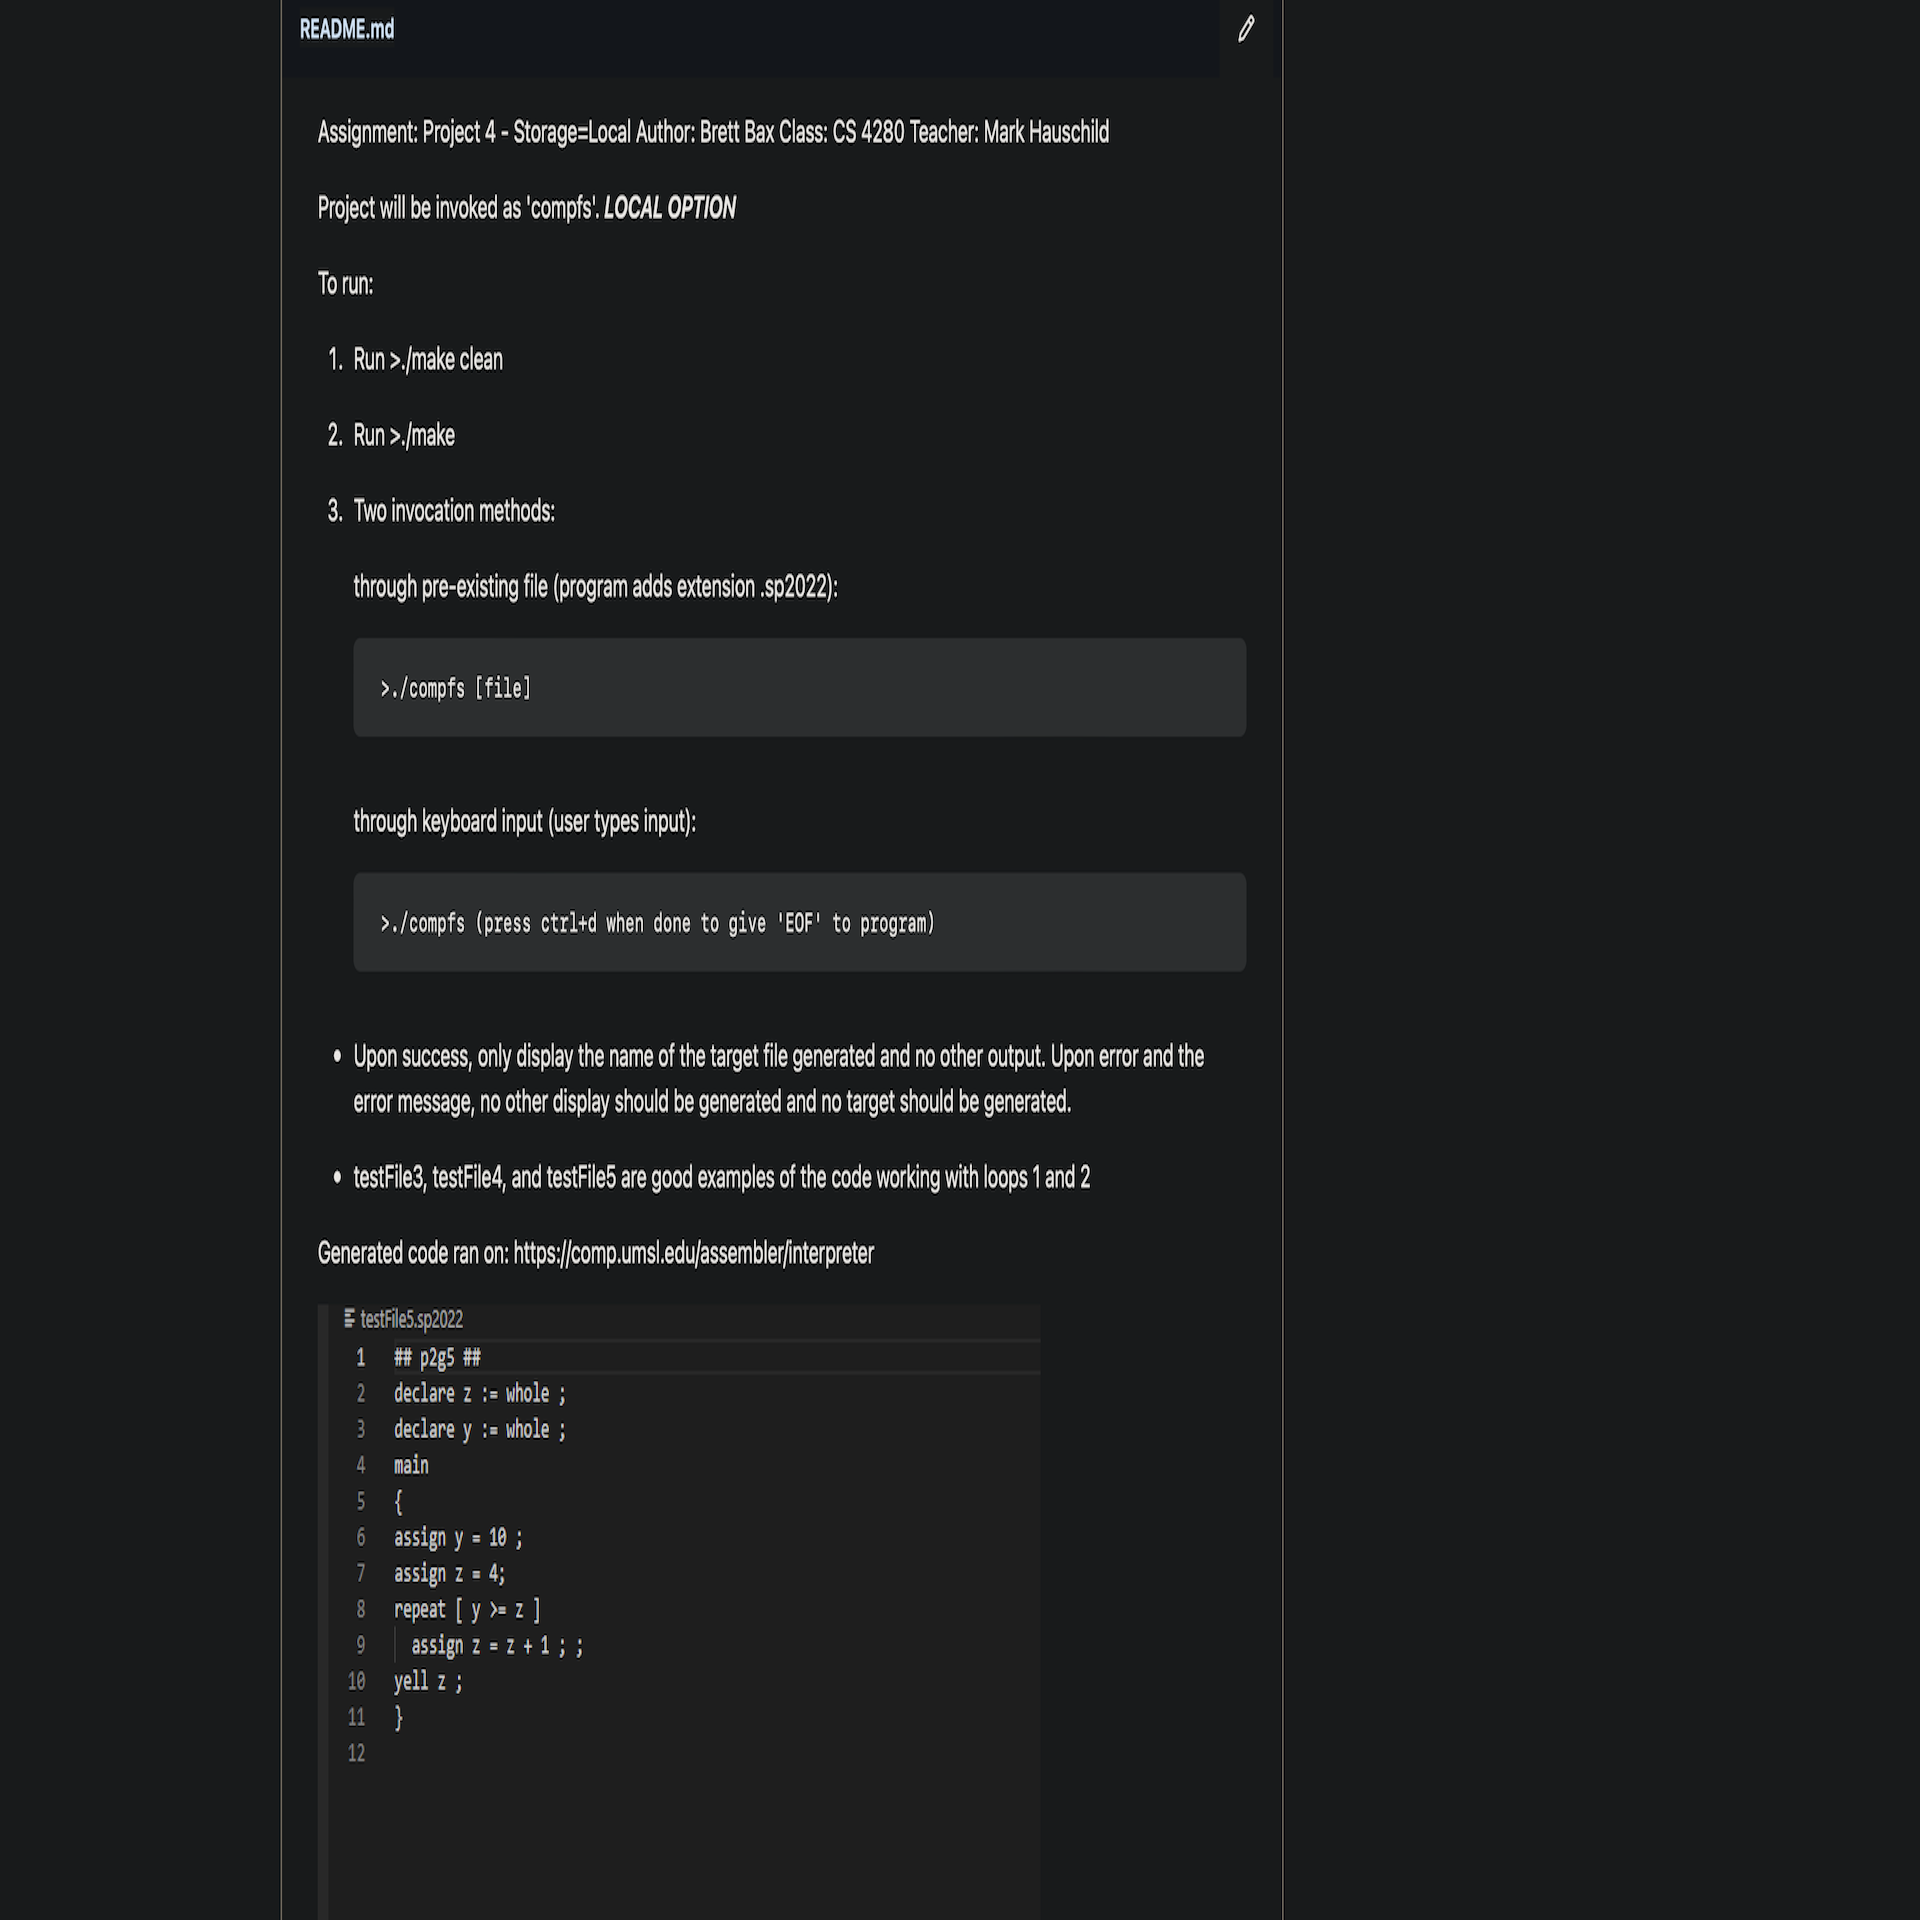 README.md
Assignment: Project 4 - Storage=Local Author: Brett Bax Class: CS 4280 Teacher: Mark Hauschild
Project will be invoked as 'compfs'. LOCAL OPTION
To run:
1. Run >./make clean
2. Run >./make
3. Two invocation methods:
through pre-existing file (program adds extension .sp2022):
>./compfs [file]
through keyboard input (user types input):
>./compfs (press ctrl+d when done to give 'EOF' to program)
• Upon success, only display the name of the target file generated and no other output. Upon error and the
error message, no other display should be generated and no target should be generated.
• testFile3, testFile4, and testFile5 are good examples of the code working with loops 1 and 2
Generated code ran on: https://comp.umsl.edu/assembler/interpreter
testFile5.sp2022
1 ## p2g5 ##
2 declare z := whole ;
3 declare y := whole ;
4 main
5 {
6 assign y = 10 ;
7 assign z = 4;
8 repeat [ y >= z ]
9 assign z = z + 1 ; ;
10 yell z ;
11 }
12